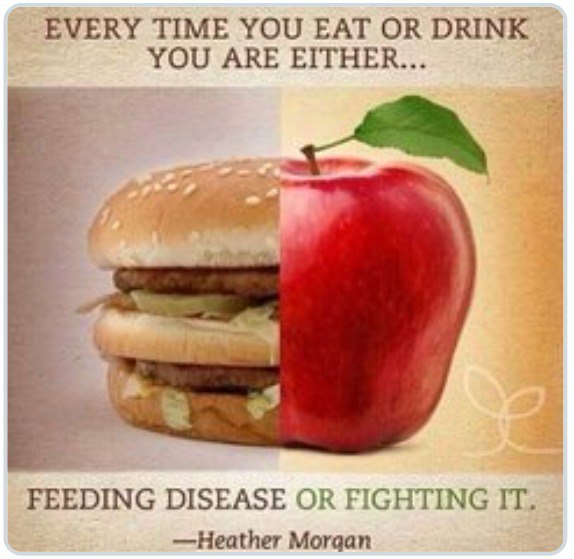 EVERY TIME YOU EAT OR DRINK
YOU ARE EITHER...
FEEDING DISEASE OR FIGHTING IT.
—Heather Morgan